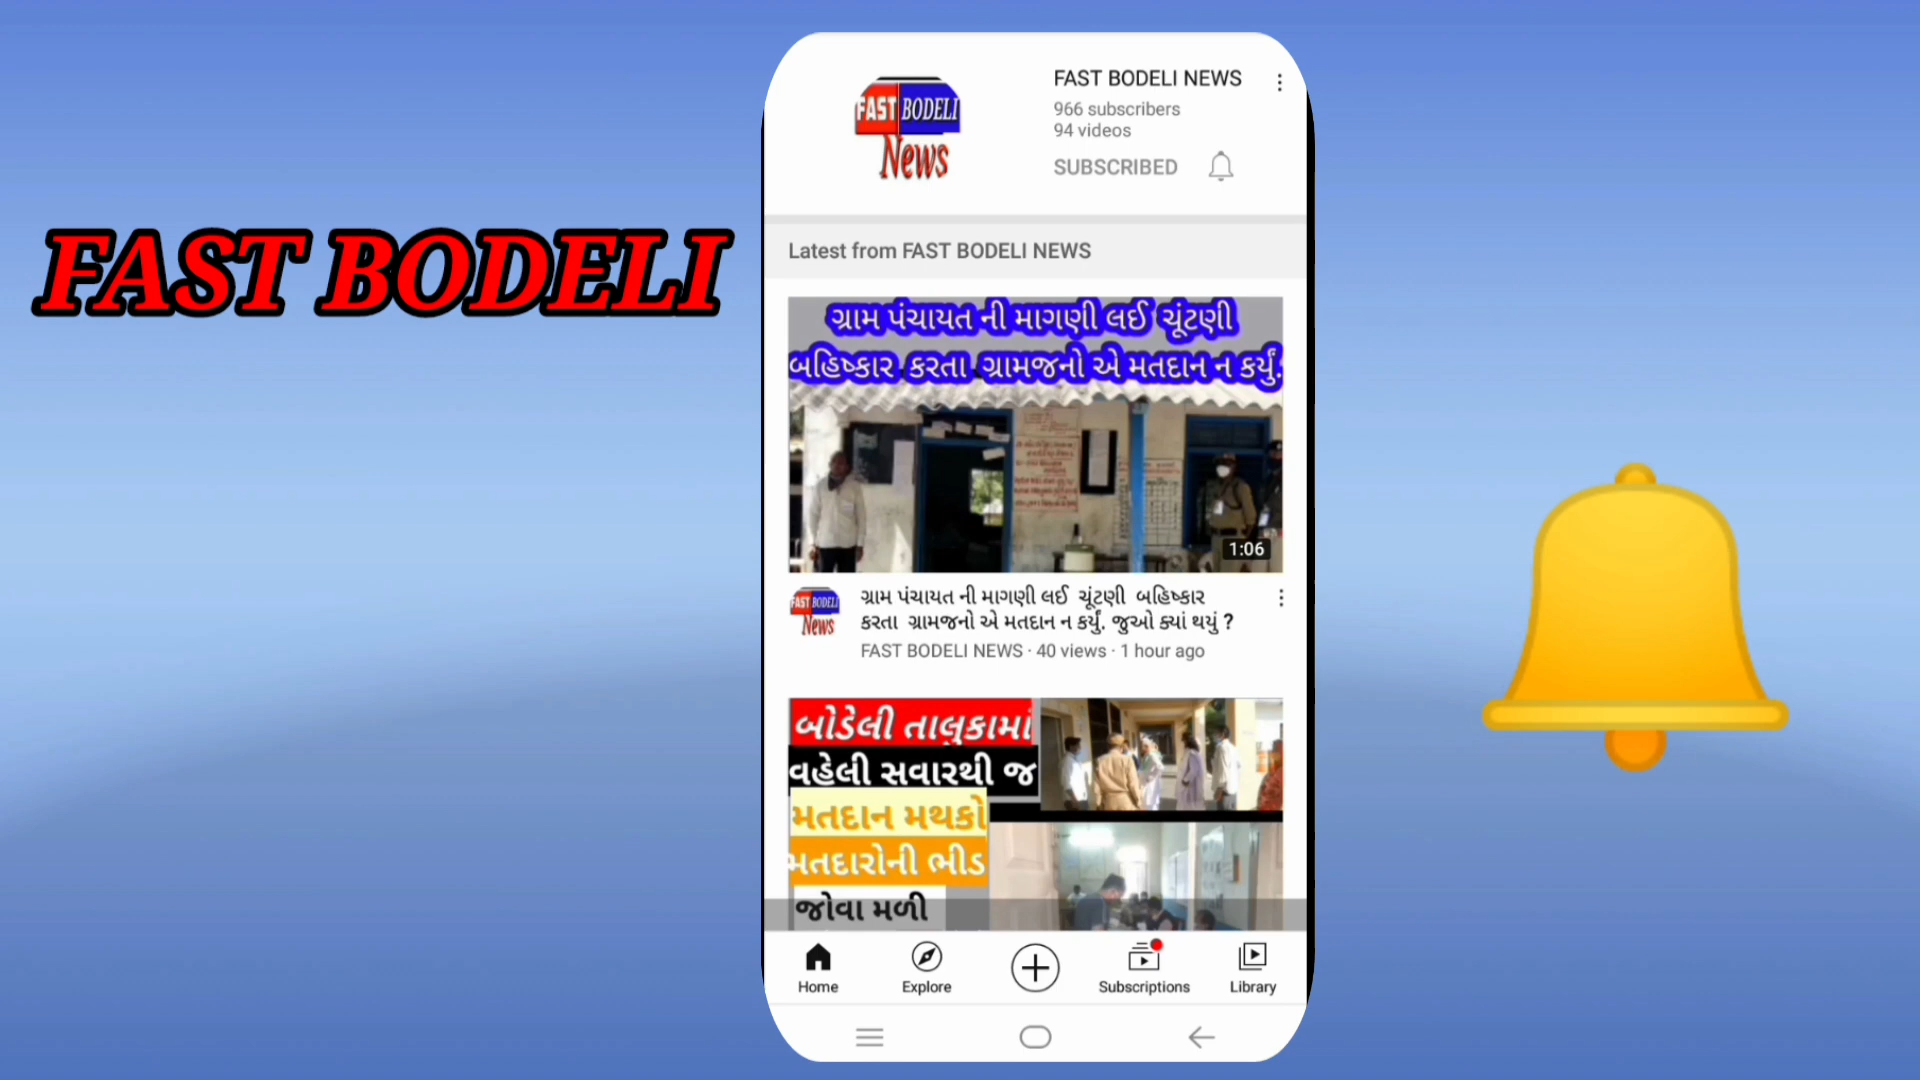 FAST BODELI
FAST BODELI
News
FAST BODELI NEWS
966 subscribers
94 videos
SUBSCRIBED
Latest from FAST BODELI NEWS
ગ્રામ પંચાયત ની માગણી લઈ ચૂંટણી
બહિષ્કાર કરતા ગ્રામજનો એ મતદાન ન કર્યું.
1:06
FAST BODELI
News
ગ્રામ પંચાયત ની માગણી લઈ ચૂંટણી બહિષ્કાર
કરતા ગ્રામજનો એ મતદાન ન કર્યું. જુઓ ક્યાં થયું ?
FAST BODELI NEWS · 40 views · 1 hour ago
બોડેલી તાલુકામાં
વહેલી સવારથી જ
મતદાન મથકો
મતદારોની ભીડ
જોવા મળી
Home
Explore
Subscriptions
Library